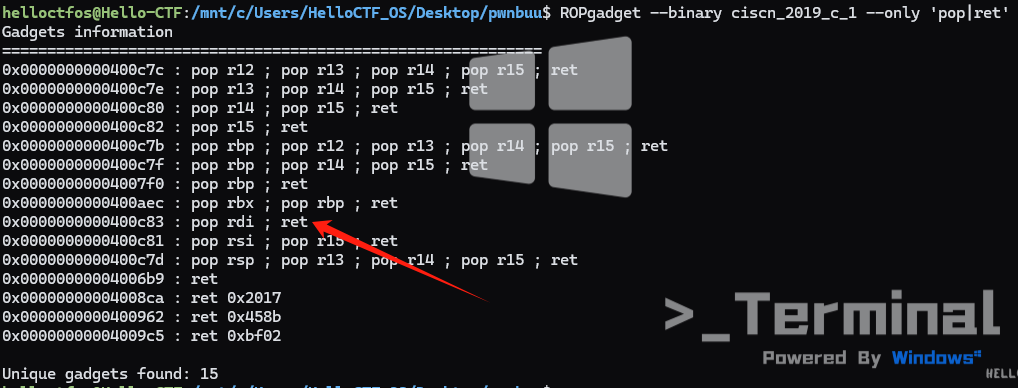 helloctfos@Hello-CTF:/mnt/c/Users/HelloCTF_OS/Desktop/pwnbuu$ ROPgadget --binary ciscn_2019_c_1 --only 'pop|ret'
Gadgets information
============================================================
0x0000000000400c7c : pop r12 ; pop r13 ; pop r14 ; pop r15 ; ret
0x0000000000400c7e : pop r13 ; pop r14 ; pop r15 ; ret
0x0000000000400c80 : pop r14 ; pop r15 ; ret
0x0000000000400c82 : pop r15 ; ret
0x0000000000400c7b : pop rbp ; pop r12 ; pop r13 ; pop r14 ; pop r15 ; ret
0x0000000000400c7f : pop rbp ; pop r14 ; pop r15 ; ret
0x00000000004007f0 : pop rbp ; ret
0x0000000000400aec : pop rbx ; pop rbp ; ret
0x0000000000400c83 : pop rdi ; ret
0x0000000000400c81 : pop rsi ; pop r15 ; ret
0x0000000000400c7d : pop rsp ; pop r13 ; pop r14 ; pop r15 ; ret
0x00000000004006b9 : ret
0x00000000004008ca : ret 0x2017
0x0000000000400962 : ret 0x458b
0x00000000004009c5 : ret 0xbf02
>_Terminal
Powered By Windows
Unique gadgets found: 15
HELL